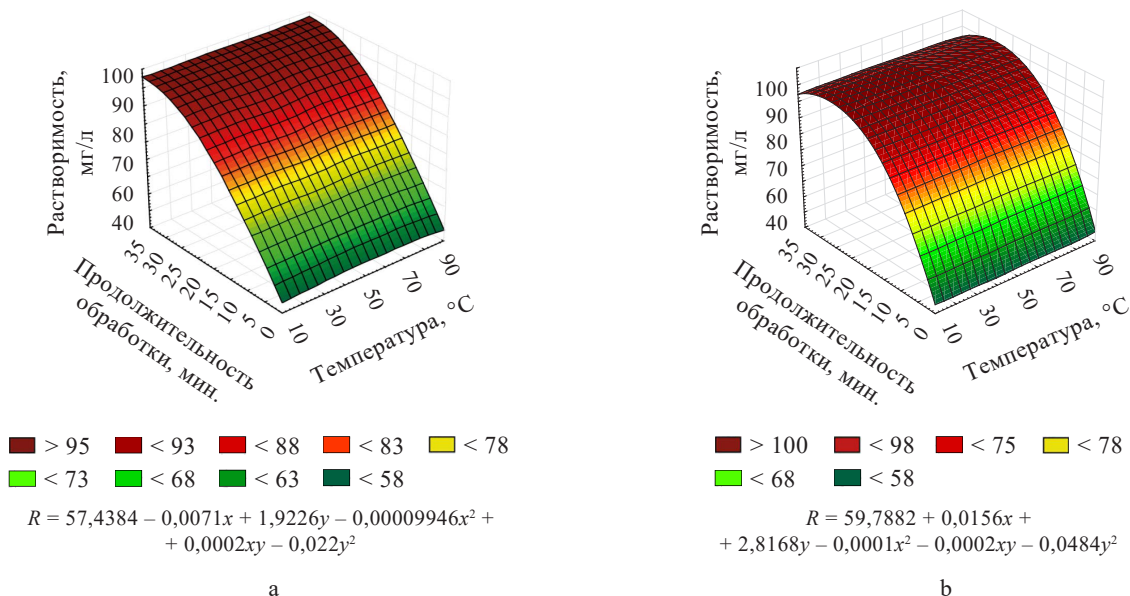 Растворимость,
мг/л
100
90
80
70
60
50
40
35
30
25
20
15
10
5
0
Продолжительность
обработки, мин.
10
30
50
70
90
Температура, °C
> 95 < 93 < 88 < 83 < 78
< 73 < 68 < 63 < 58
R = 57,4384 – 0,0071x + 1,9226y – 0,00009946x² +
+ 0,0002xy – 0,022y²
a
Растворимость,
мг/л
100
90
80
70
60
50
40
35
30
25
20
15
10
5
0
Продолжительность
обработки, мин.
10
30
50
70
90
Температура, °C
> 100 < 98 < 75 < 78
< 68 < 58
R = 59,7882 + 0,0156x +
+ 2,8168y – 0,0001x² – 0,0002xy – 0,0484y²
b